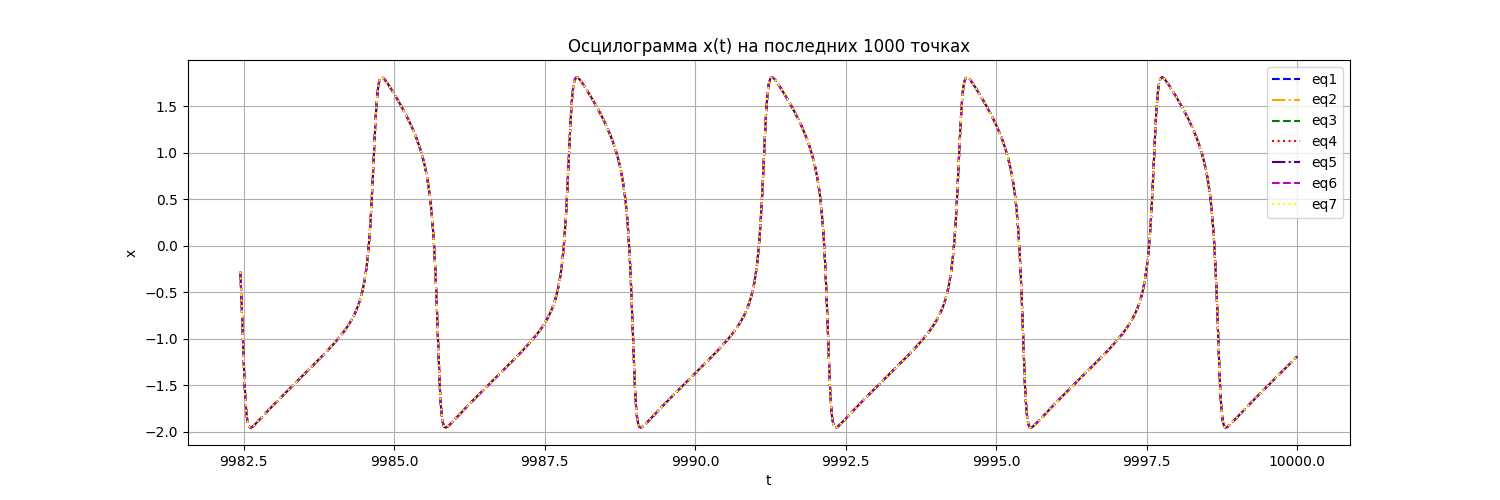 Осцилограмма x(t) на последних 1000 точках
x
1.5
1.0
0.5
0.0
−0.5
−1.0
−1.5
−2.0
eq1
eq2
eq3
eq4
eq5
eq6
eq7
9982.5
9985.0
9987.5
9990.0
9992.5
9995.0
9997.5
10000.0
t